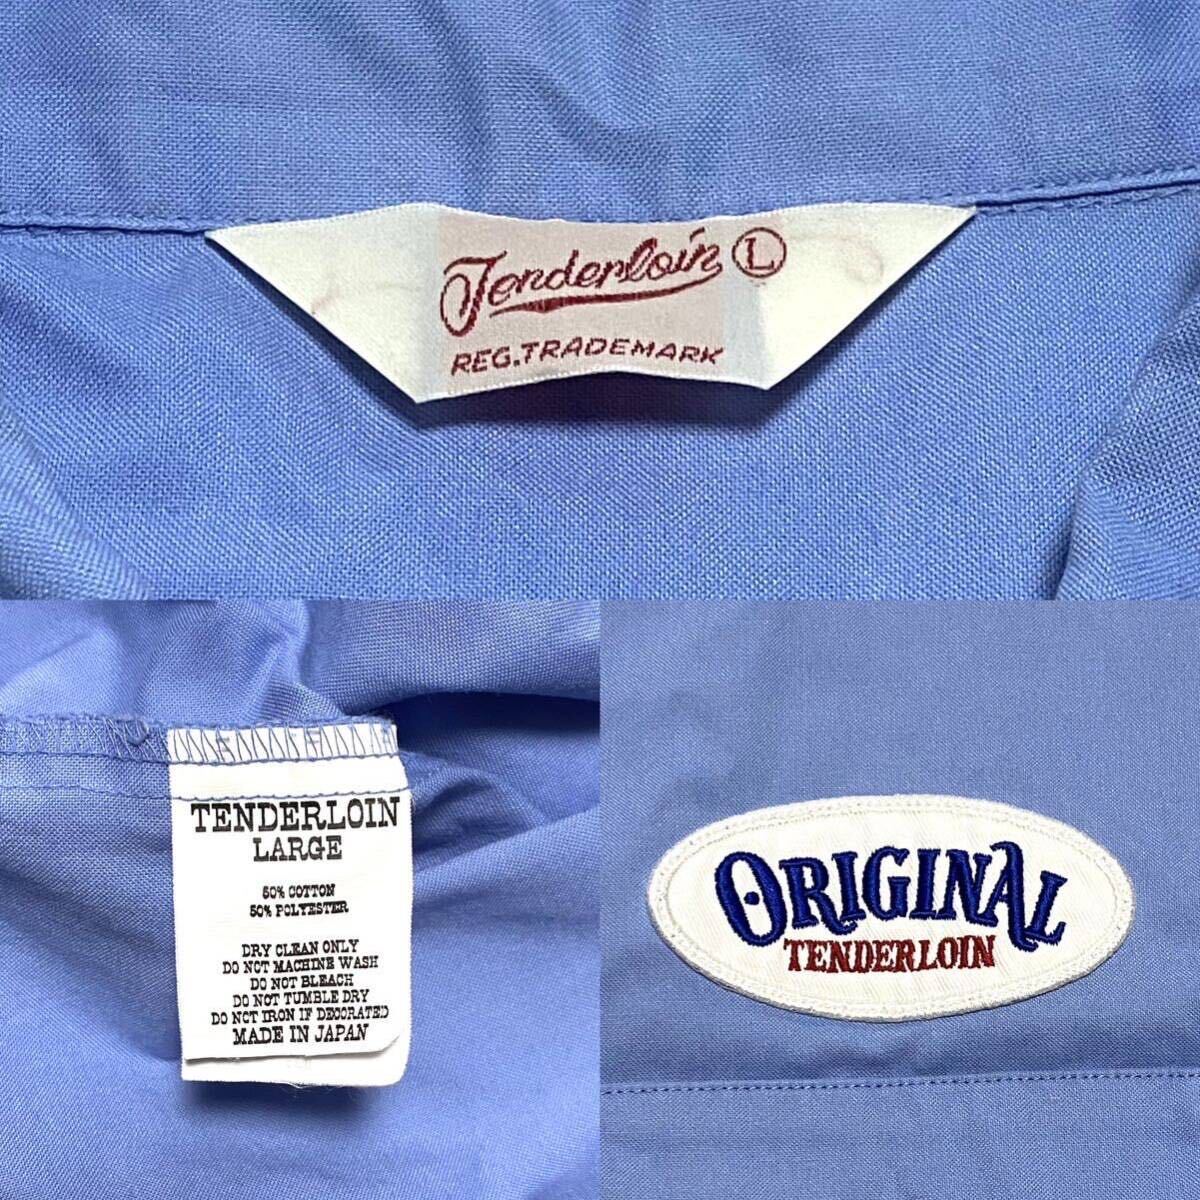 Tenderloin L
REG. TRADEMARK
TENDERLOIN
LARGE
50% COTTON
50% POLYESTER
DRY CLEAN ONLY
DO NOT MACHINE WASH
DO NOT BLEACH
DO NOT TUMBLE DRY
DO NOT IRON IF DECORATED
MADE IN JAPAN
ORIGINAL
TENDERLOIN